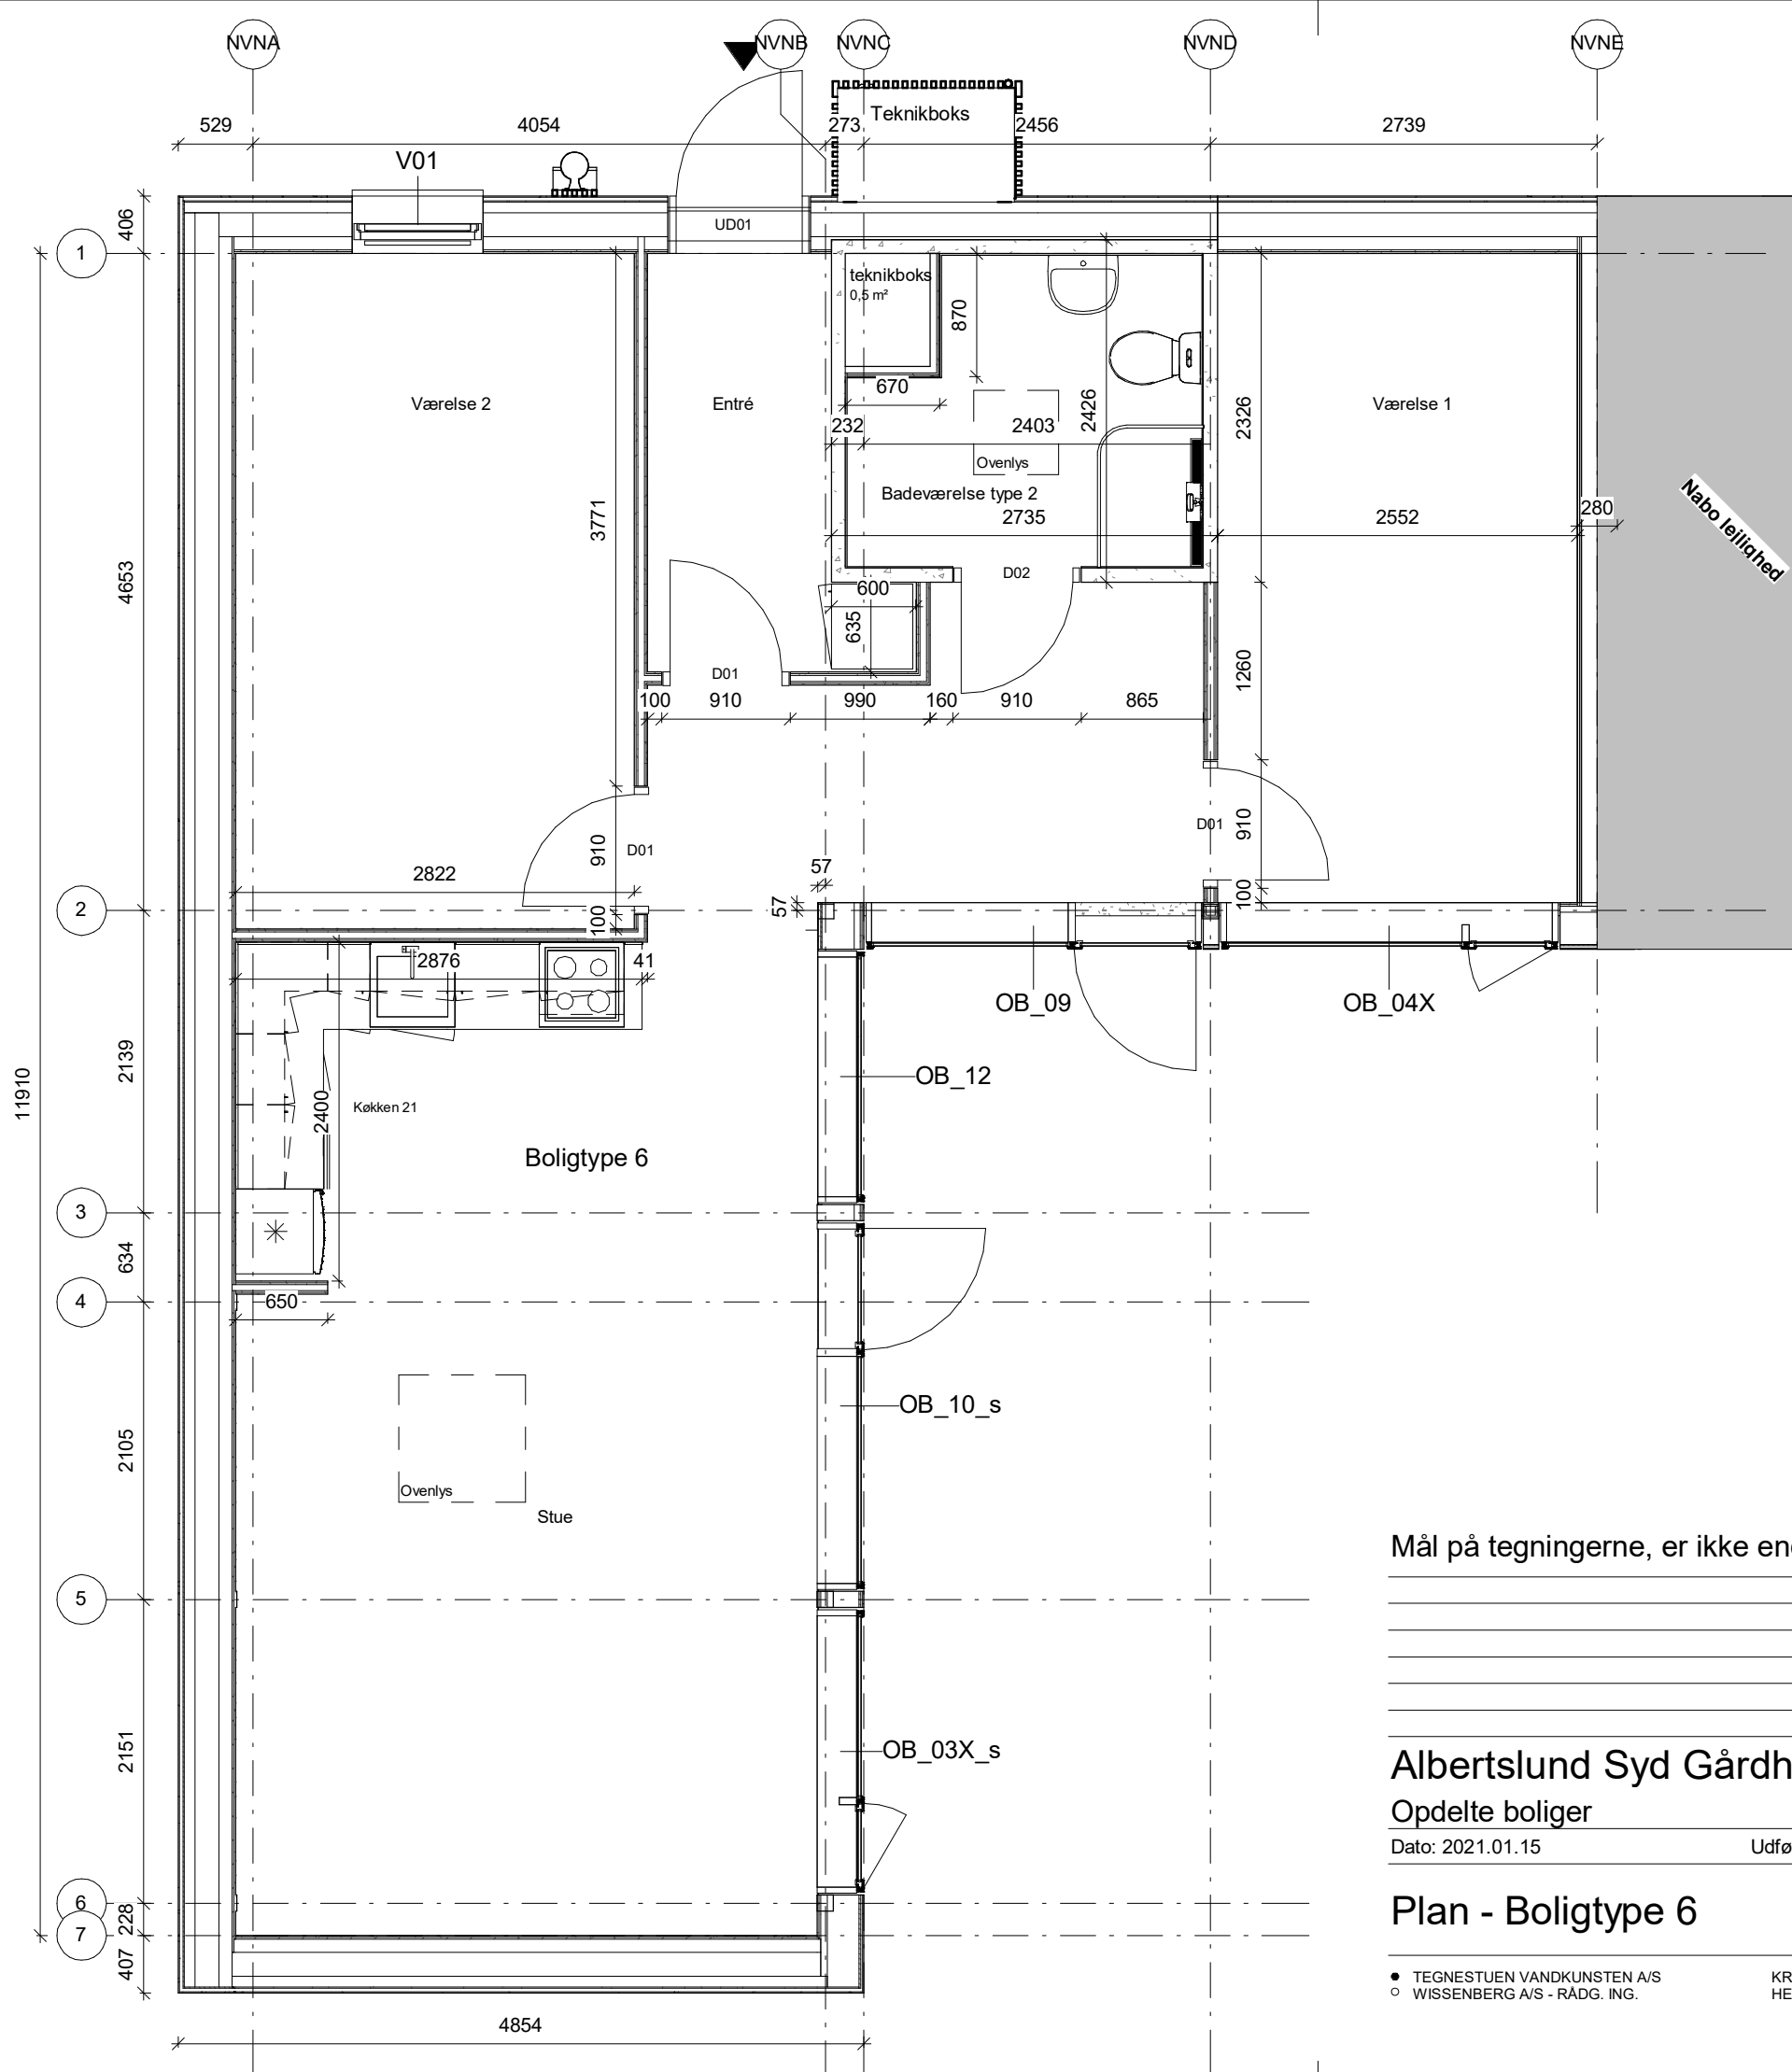 NVNA
NVNB
NVNC
NVND
NVNE
529
4054
273
Teknikboks
2456
2739
V01
406
1
UD01
teknikboks
0,5 m²
870
670
Værelse 2
Entré
232
2403
2426
2326
Værelse 1
Ovenlys
Badeværelse type 2
2735
2552
280
Nabo lejlighed
3771
4653
D02
600
635
D01
1260
100
910
990
160
910
865
D01
910
D01
910
2822
57
57
100
100
2
2876
41
OB_09
OB_04X
2139
11910
2400
Køkken 21
OB_12
Boligtype 6
3
634
4
650
2105
OB_10_s
Ovenlys
Stue
Mål på tegningerne, er ikke en
5
2151
OB_03X_s
Albertslund Syd Gårdh
Opdelte boliger
Dato: 2021.01.15
Udfø
6
228
7
Plan - Boligtype 6
407
TEGNESTUEN VANDKUNSTEN A/S
KR
WISSENBERG A/S - RÅDG. ING.
HE
4854